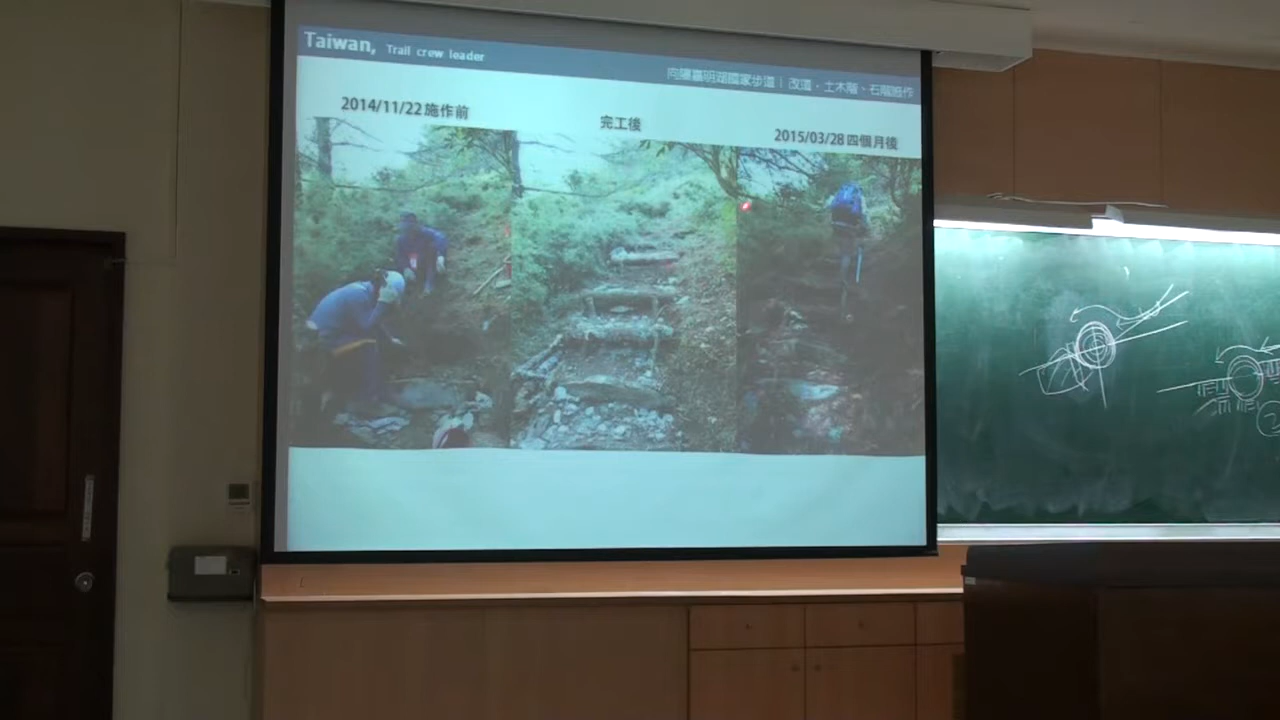 Taiwan, Trail crew leader
向陽嘉明湖國家步道 | 改道、土木階、石階施作
2014/11/22施作前
完工後
2015/03/28四個月後